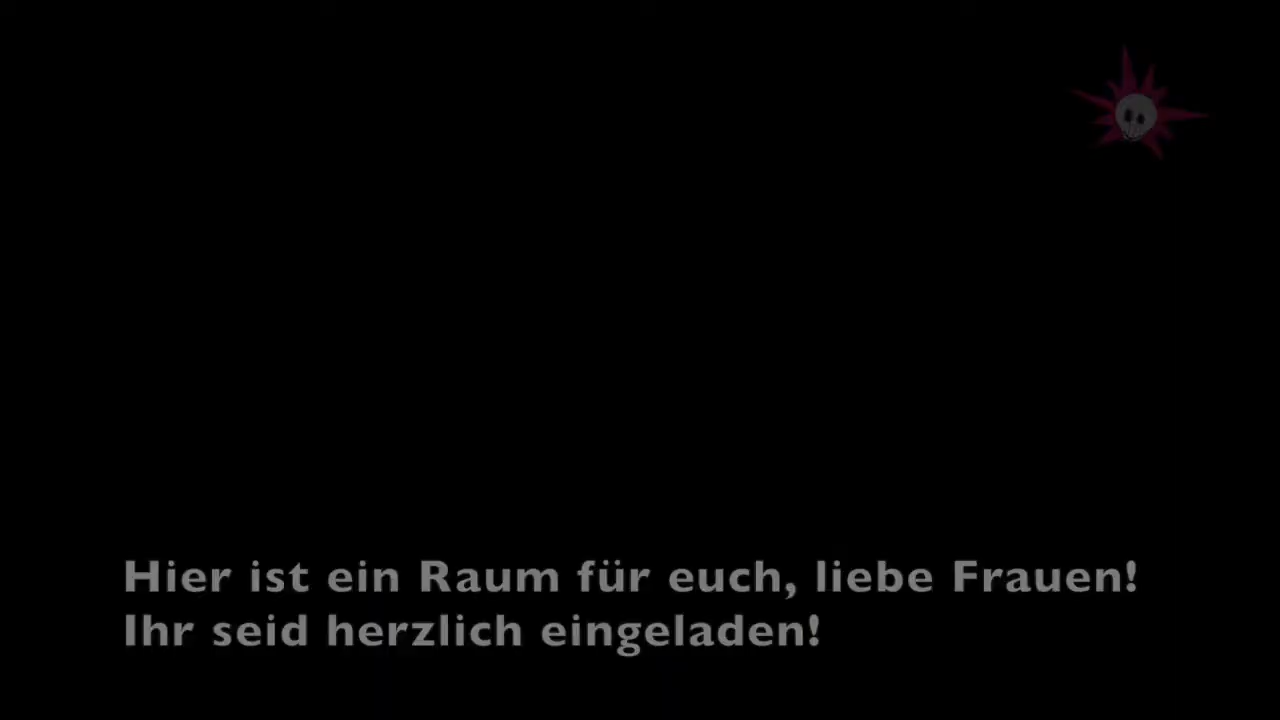 Hier ist ein Raum für euch, liebe Frauen!
Ihr seid herzlich eingeladen!